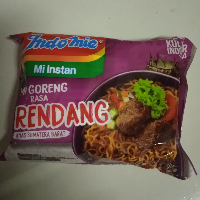 Indomie
Mi Instan
MI GORENG
RASA
RENDANG
KHAS SUMATERA BARAT